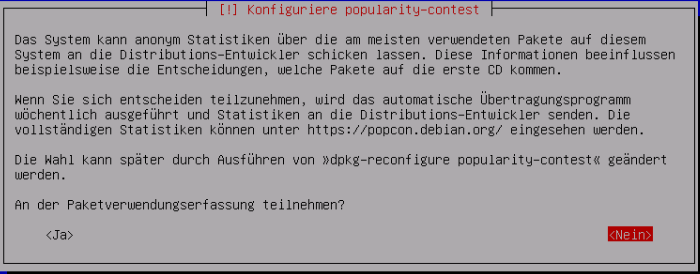 [!] Konfiguriere popularity-contest
Das System kann anonym Statistiken über die am meisten verwendeten Pakete auf diesem
System an die Distributions-Entwickler schicken lassen. Diese Informationen beeinflussen
beispielsweise die Entscheidungen, welche Pakete auf die erste CD kommen.
Wenn Sie sich entscheiden teilzunehmen, wird das automatische Übertragungsprogramm
wöchentlich ausgeführt und Statistiken an die Distributions-Entwickler senden. Die
vollständigen Statistiken können unter https://popcon.debian.org/ eingesehen werden.
Die Wahl kann später durch Ausführen von »dpkg-reconfigure popularity-contest« geändert
werden.
An der Paketverwendungserfassung teilnehmen?
<Ja> <Nein>